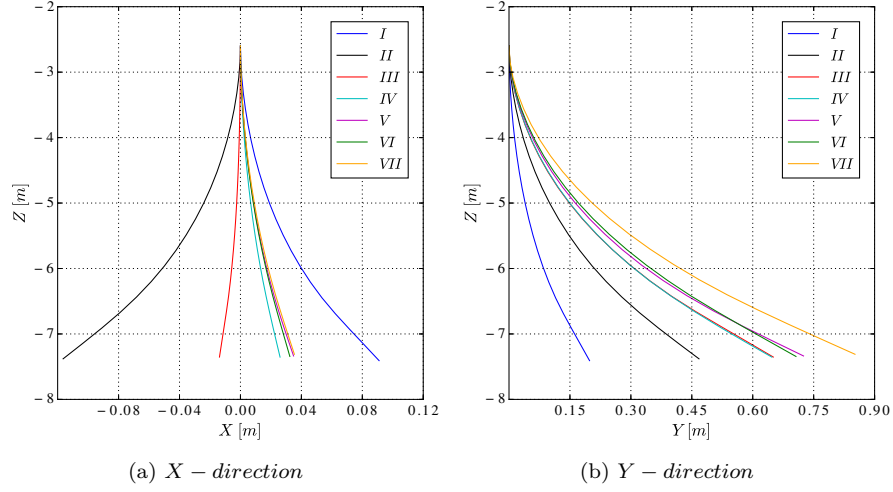 −2
−3
−4
−5
−6
−7
−8
Z [m]
−0.08 −0.04 0.00 0.04 0.08 0.12
X [m]
I
II
III
IV
V
VI
VII
(a) X − direction
−2
−3
−4
−5
−6
−7
−8
Z [m]
0.15 0.30 0.45 0.60 0.75 0.90
Y [m]
I
II
III
IV
V
VI
VII
(b) Y − direction